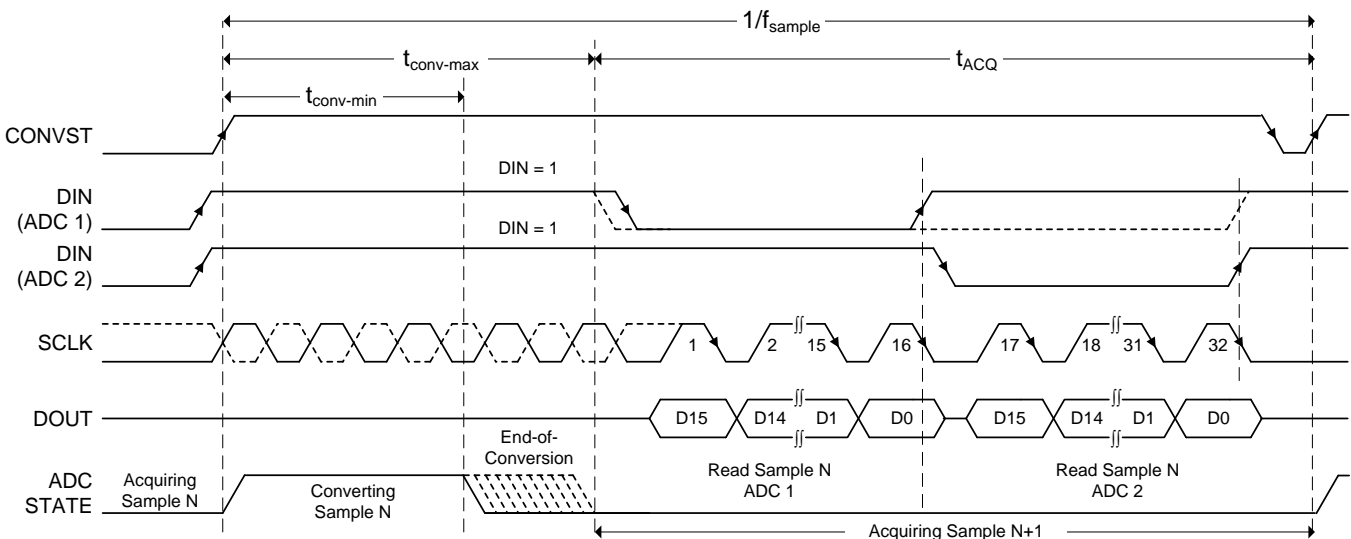 1/fsample
tconv-max
tACQ
tconv-min
CONVST
DIN = 1
DIN
(ADC 1)
DIN = 1
DIN
(ADC 2)
SCLK
1 2 15 16 17 18 31 32
DOUT
D15 D14 D1 D0 D15 D14 D1 D0
End-of-
Conversion
ADC
STATE
Acquiring
Sample N
Converting
Sample N
Read Sample N
ADC 1
Read Sample N
ADC 2
Acquiring Sample N+1